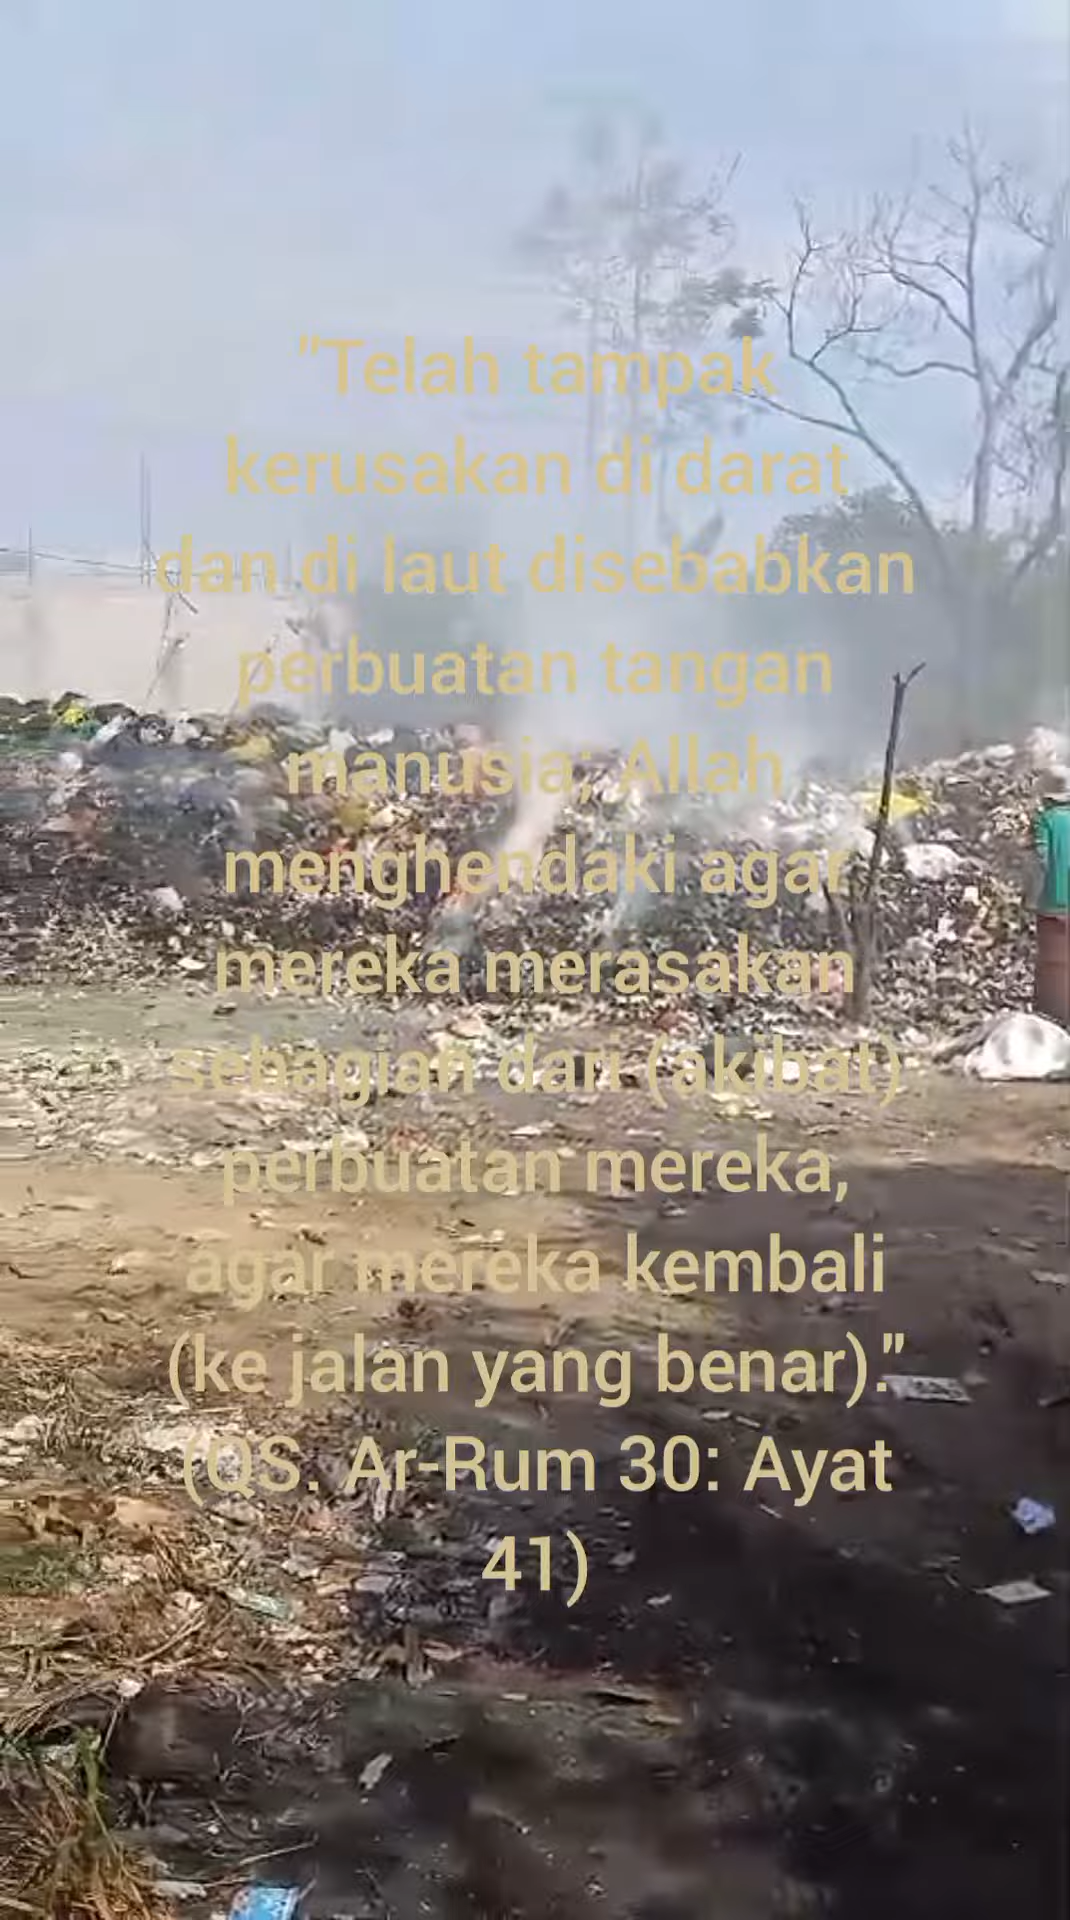 "Telah tampak
kerusakan di darat
dan di laut disebabkan
perbuatan tangan
manusia; Allah
menghendaki agar
mereka merasakan
sebagian dari (akibat)
perbuatan mereka,
agar mereka kembali
(ke jalan yang benar)."
(QS. Ar-Rum 30: Ayat
41)